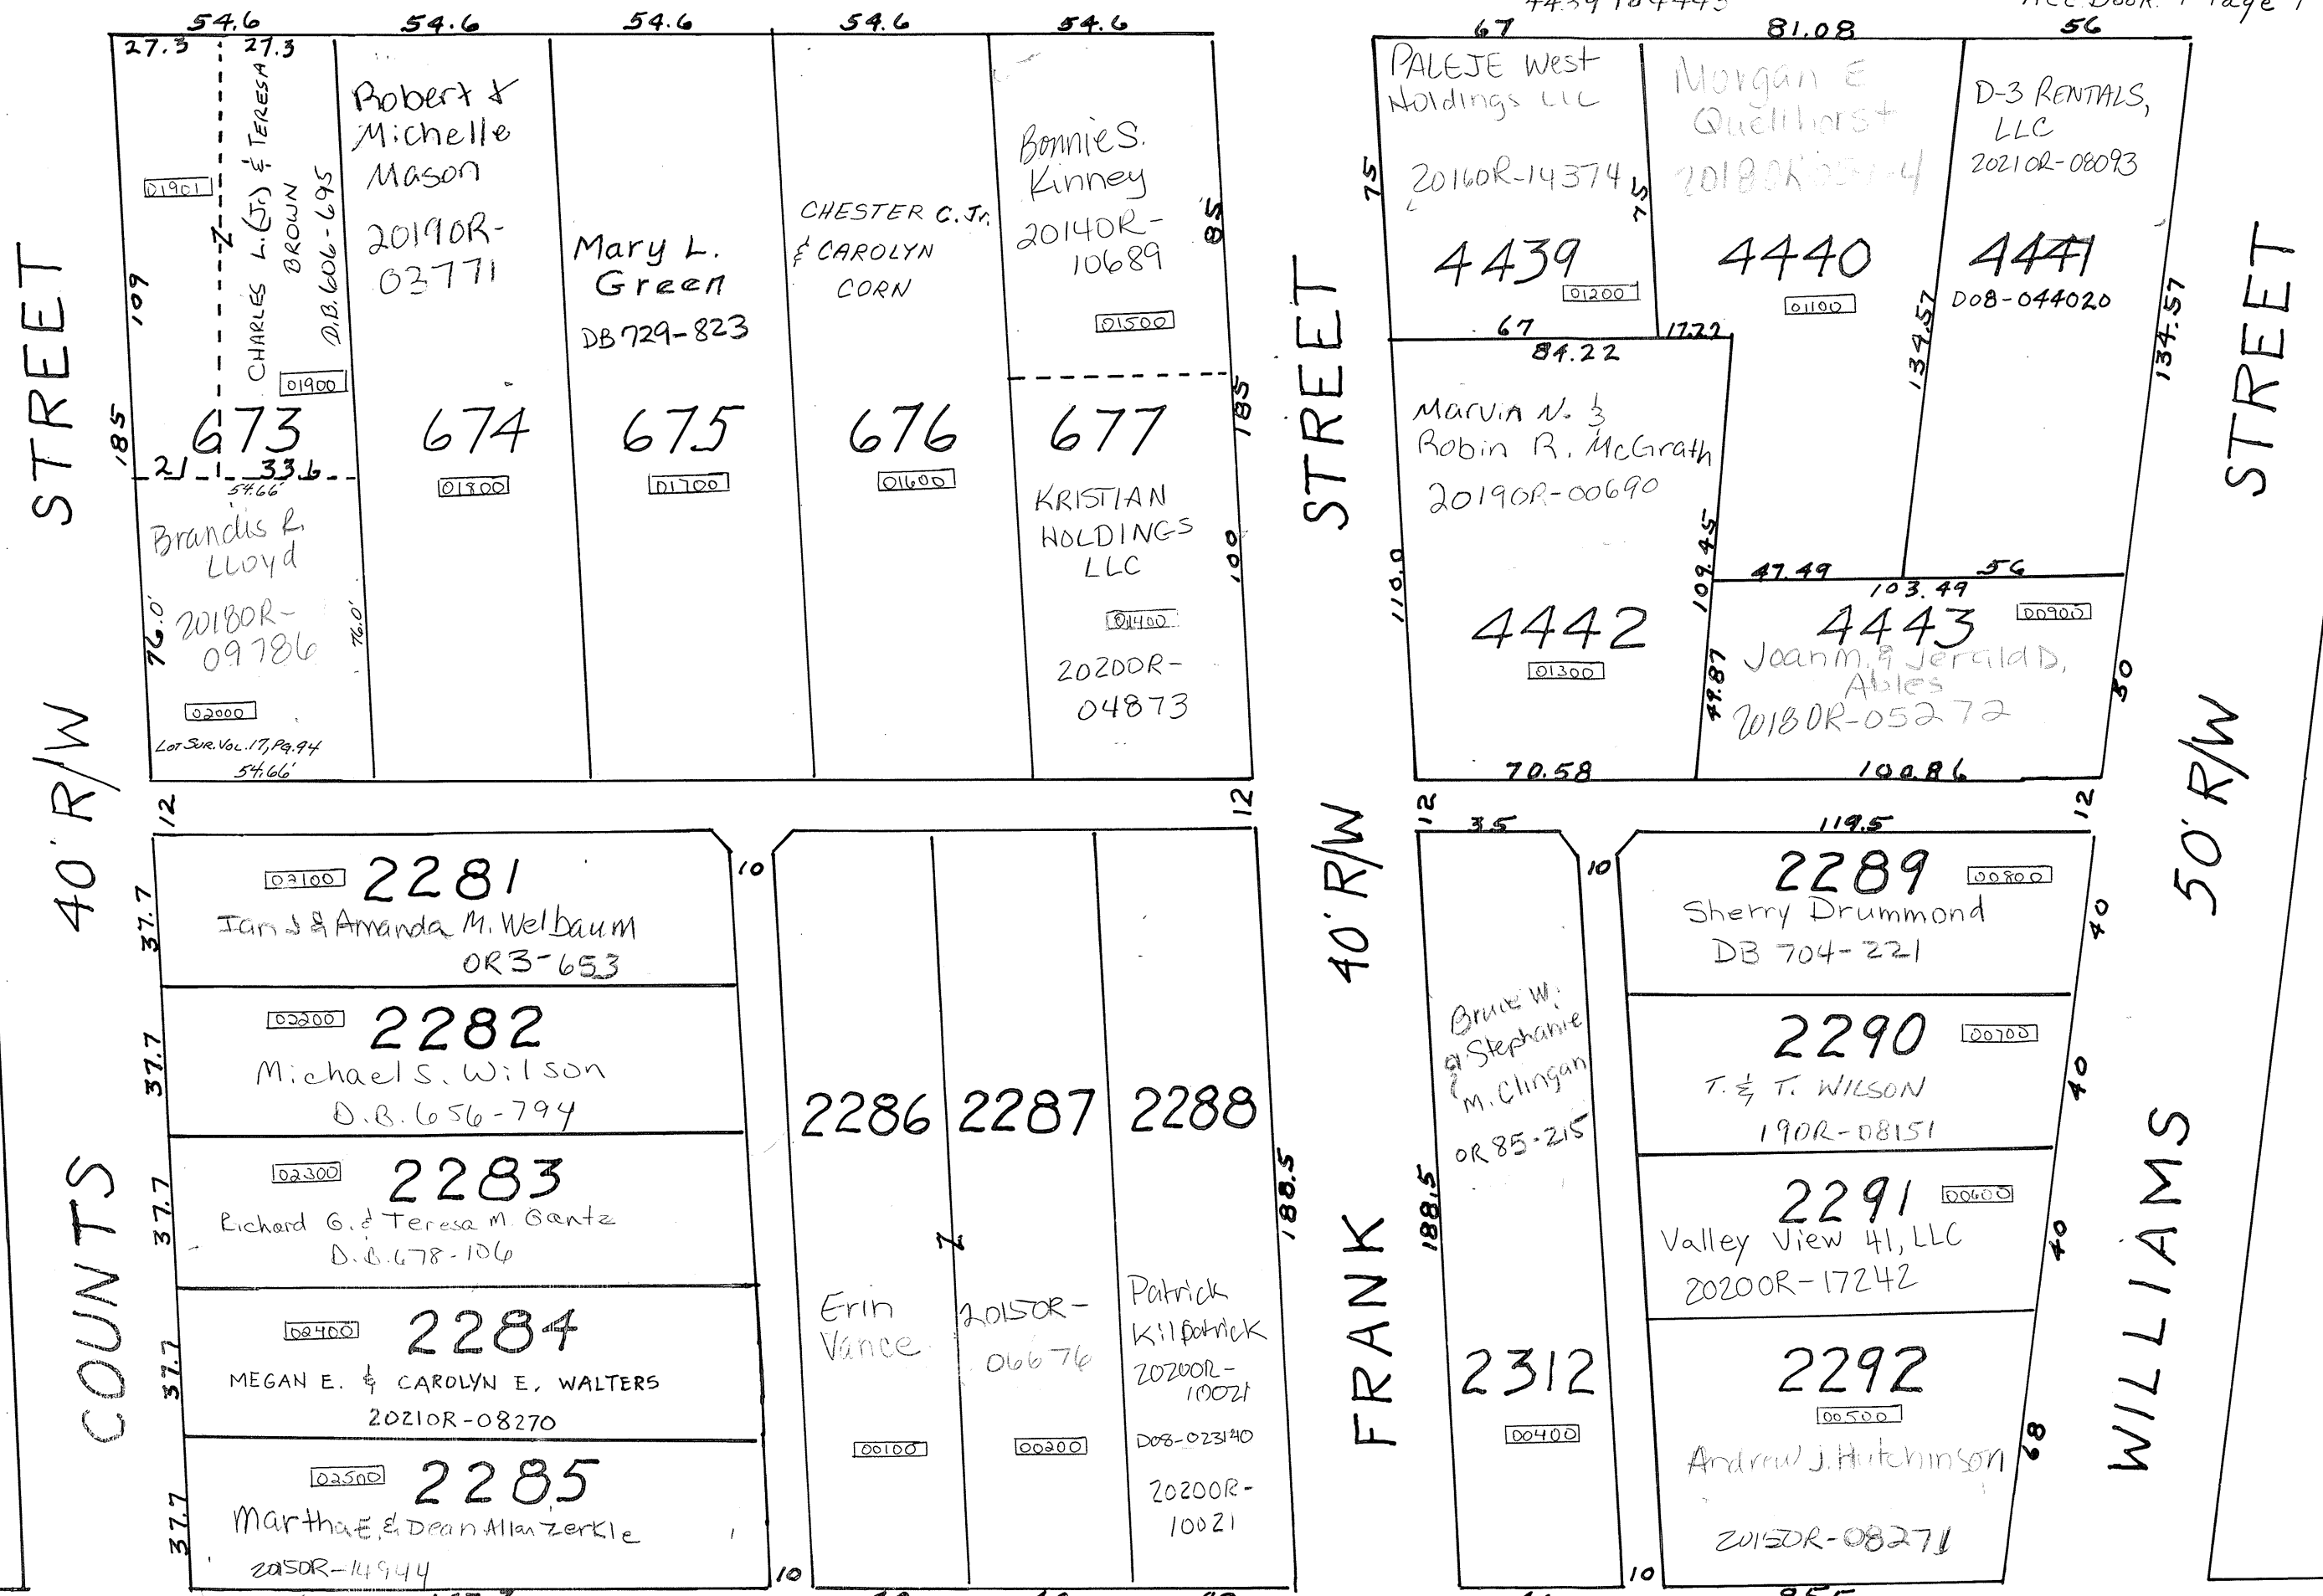 54.6
54.6
54.6
54.6
54.6
27.3
27.3
01901
CHARLES L.(Jr.) & TERESA
BROWN
D.B. 606-695
109
185
01900
673
21
33.6
54.66'
Brandis R.
Lloyd
20180R-
09786
76.0'
76.0'
02000
LOT SUR. VOL. 17, PG. 94
54.66'
Robert &
Michelle
Mason
20190R-
03771
674
01800
Mary L.
Green
DB 729-823
675
01700
CHESTER C. Jr.
& CAROLYN
CORN
676
01600
Bonnie S.
Kinney
20140R-
10689
01500
85
185
677
KRISTIAN
HOLDINGS
LLC
100
01400
20200R-
04873
67
81.08
56
PALEJE West
Holdings LLC
20160R-14374
75
75
4439
01200
67
17.22
84.22
Morgan E
Quellhorst
4440
01100
134.57
D-3 RENTALS,
LLC
20210R-08093
4441
D08-044020
134.57
Marvin N. &
Robin R. McGrath
20190R-00690
110.0
109.45
4442
01300
49.87
70.58
47.49
56
103.49
4443
00900
Joan M. & Jerald D.
Ables
20180R-05272
50
100.86
STREET
40' R/W
COUNTS
STREET
40' R/W
FRANK
STREET
50' R/W
WILLIAMS
12
12
12
12
02100
2281
Ian J & Amanda M. Welbaum
OR3-653
37.7
10
02200
2282
Michael S. Wilson
D.B. 656-794
37.7
02300
2283
Richard G. & Teresa M. Gantz
D.B. 678-106
37.7
02400
2284
MEGAN E. & CAROLYN E. WALTERS
20210R-08270
37.7
02500
2285
Martha E. & Dean Allan Zerkle
20150R-14944
37.7
10
2286
2287
2288
Z
188.5
Erin
Vance
20150R-
06676
Patrick
Kilpatrick
20200R-
10021
D08-023140
20200R-
10021
00100
00200
35
10
Bruce W.
& Stephanie
M. Clingan
OR 85-215
188.5
2312
00400
10
119.5
2289
00800
Sherry Drummond
DB 704-221
40
2290
00700
T. & T. WILSON
190R-08151
40
2291
00600
Valley View 41, LLC
20200R-17242
40
2292
00500
Andrew J. Hutchinson
20150R-08271
68